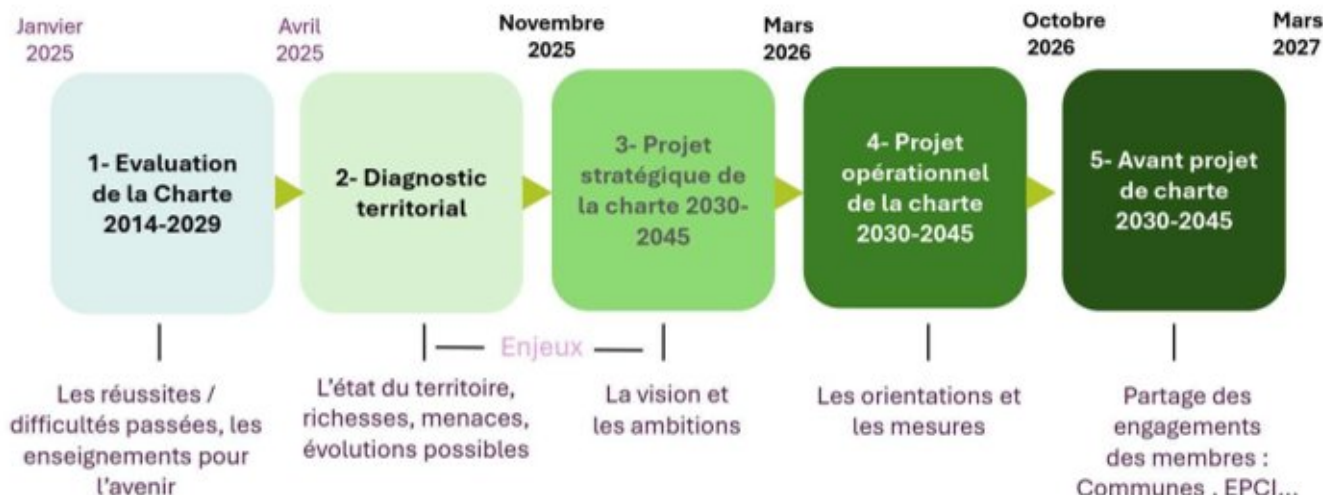 Janvier
2025
Avril
2025
Novembre
2025
Mars
2026
Octobre
2026
Mars
2027
1- Evaluation
de la Charte
2014-2029
2- Diagnostic
territorial
3- Projet
stratégique de
la charte 2030-
2045
4- Projet
opérationnel
de la charte
2030-2045
5- Avant projet
de charte
2030-2045
Enjeux
Les réussites /
difficultés passées, les
enseignements pour
l'avenir
L'état du territoire,
richesses, menaces,
évolutions possibles
La vision et
les ambitions
Les orientations et
les mesures
Partage des
engagements
des membres :
Communes , EPCI...